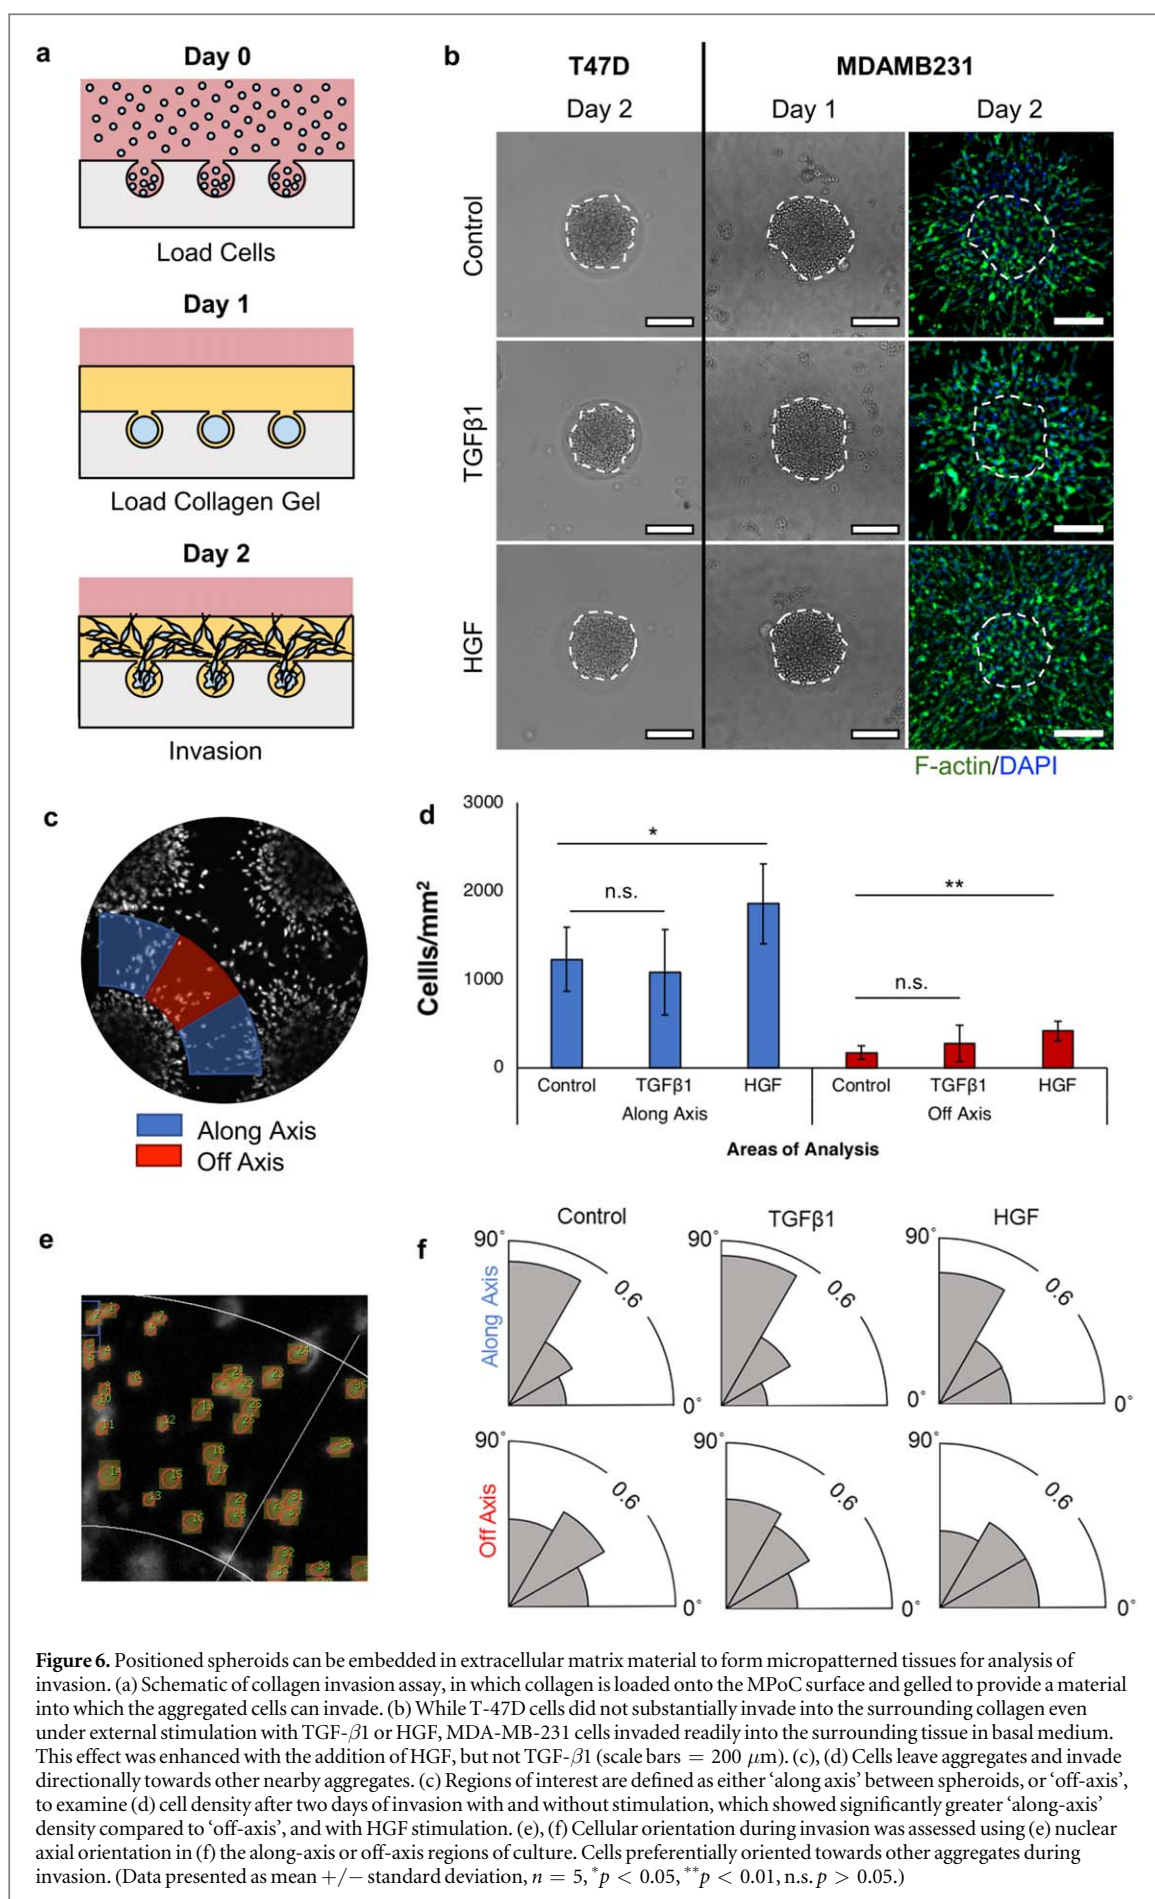 a
Day 0
Load Cells
Day 1
Load Collagen Gel
Day 2
Invasion
b
T47D
MDAMB231
Day 2
Day 1
Day 2
Control
TGFβ1
HGF
F-actin/DAPI
c
Along Axis
Off Axis
d
Cellls/mm²
3000
2000
1000
0
*
n.s.
**
n.s.
Control TGFβ1 HGF Control TGFβ1 HGF
Along Axis Off Axis
Areas of Analysis
e
f
Control TGFβ1 HGF
Along Axis
90° 0.6 0°
90° 0.6
90° 0.6 0° 0°
Off Axis
90° 0.6 0°
90° 0.6 0°
90° 0.6 0°
Figure 6. Positioned spheroids can be embedded in extracellular matrix material to form micropatterned tissues for analysis of
invasion. (a) Schematic of collagen invasion assay, in which collagen is loaded onto the MPoC surface and gelled to provide a material
into which the aggregated cells can invade. (b) While T-47D cells did not substantially invade into the surrounding collagen even
under external stimulation with TGF-β1 or HGF, MDA-MB-231 cells invaded readily into the surrounding tissue in basal medium.
This effect was enhanced with the addition of HGF, but not TGF-β1 (scale bars = 200 μm). (c), (d) Cells leave aggregates and invade
directionally towards other nearby aggregates. (c) Regions of interest are defined as either ‘along axis’ between spheroids, or ‘off-axis’,
to examine (d) cell density after two days of invasion with and without stimulation, which showed significantly greater ‘along-axis’
density compared to ‘off-axis’, and with HGF stimulation. (e), (f) Cellular orientation during invasion was assessed using (e) nuclear
axial orientation in (f) the along-axis or off-axis regions of culture. Cells preferentially oriented towards other aggregates during
invasion. (Data presented as mean +/− standard deviation, n = 5, *p < 0.05, **p < 0.01, n.s. p > 0.05.)